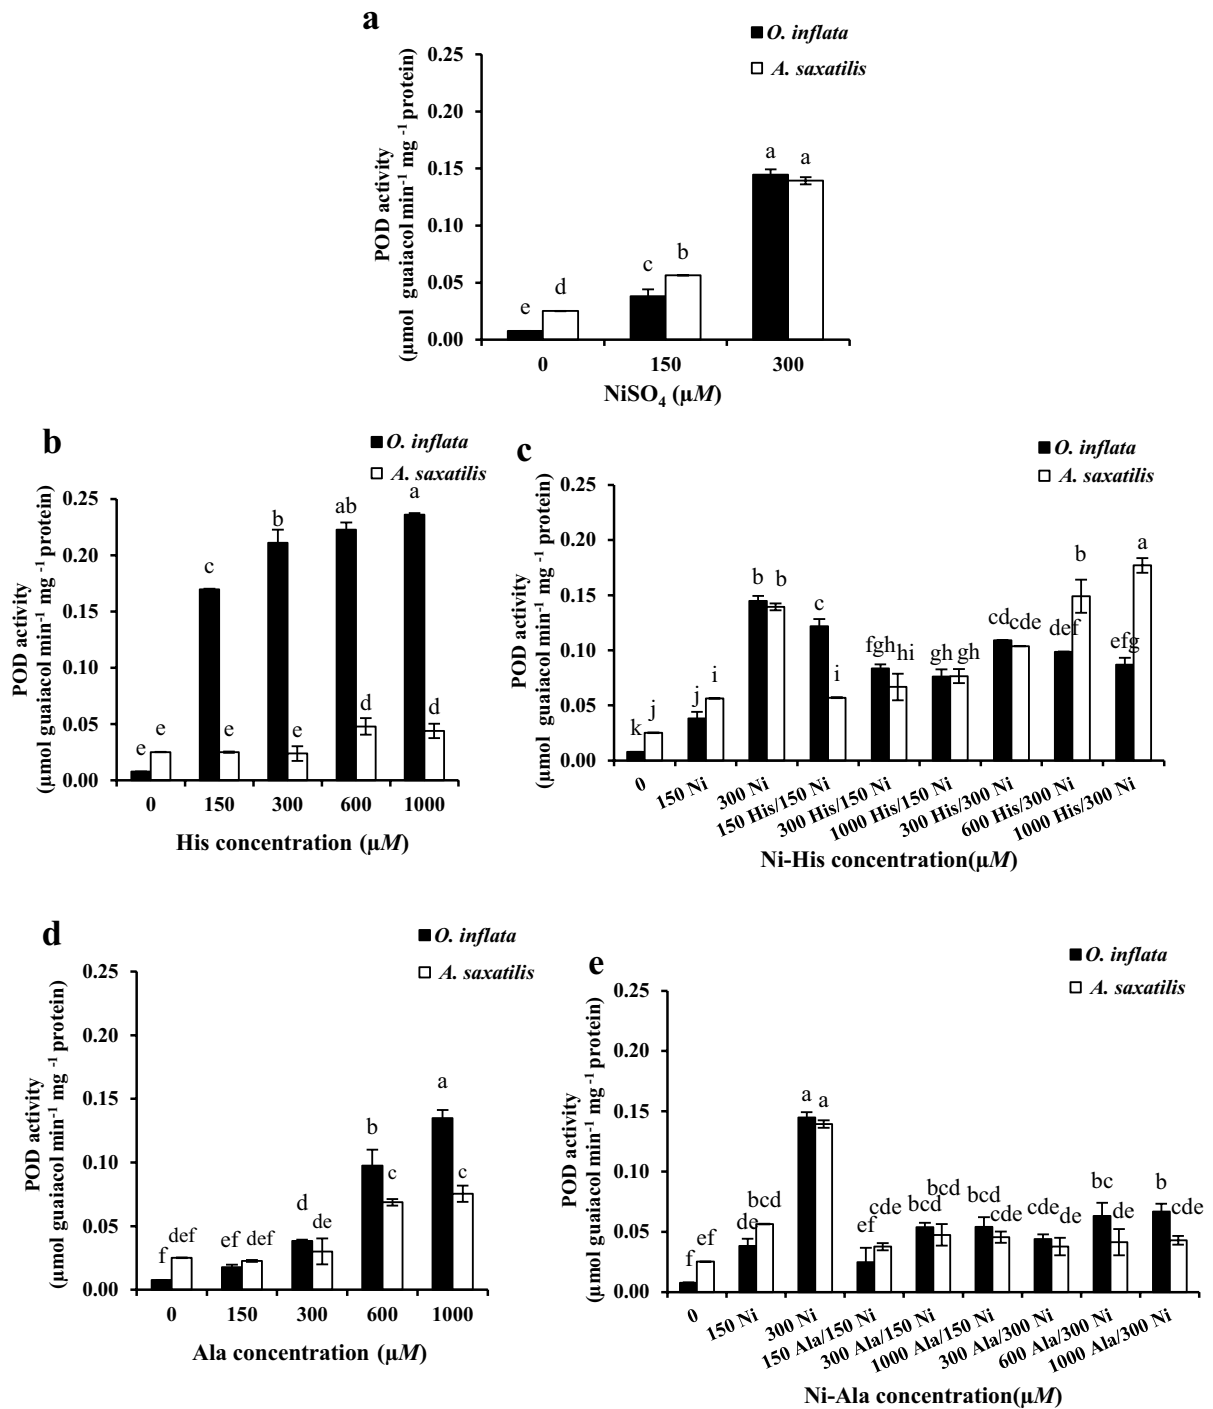 a
O. inflata
A. saxatilis
POD activity
(µmol guaiacol min-1 mg -1 protein)
0.25
0.20
0.15
0.10
0.05
0.00
e d c b a a
0 150 300
NiSO4 (µM)
b
O. inflata
A. saxatilis
POD activity
(µmol guaiacol min-1 mg -1 protein)
0.25
0.20
0.15
0.10
0.05
0.00
e e c e b e ab d a d
0 150 300 600 1000
His concentration (µM)
c
O. inflata
A. saxatilis
POD activity
(µmol guaiacol min-1 mg -1 protein)
0.25
0.20
0.15
0.10
0.05
0.00
k j j i b b c i fgh hi gh gh cd cde def b efg a
0 150 Ni 300 Ni 150 His/150 Ni 300 His/150 Ni 1000 His/150 Ni 300 His/300 Ni 600 His/300 Ni 1000 His/300 Ni
Ni-His concentration(µM)
d
O. inflata
A. saxatilis
POD activity
(µmol guaiacol min-1 mg -1 protein)
0.25
0.20
0.15
0.10
0.05
0.00
f def ef def d de b c a c
0 150 300 600 1000
Ala concentration (µM)
e
O. inflata
A. saxatilis
POD activity
(µmol guaiacol min-1 mg -1 protein)
0.25
0.20
0.15
0.10
0.05
0.00
f ef de bcd a a ef cde bcd bcd bcd cde cde de bc de b cde
0 150 Ni 300 Ni 150 Ala/150 Ni 300 Ala/150 Ni 1000 Ala/150 Ni 300 Ala/300 Ni 600 Ala/300 Ni 1000 Ala/300 Ni
Ni-Ala concentration(µM)